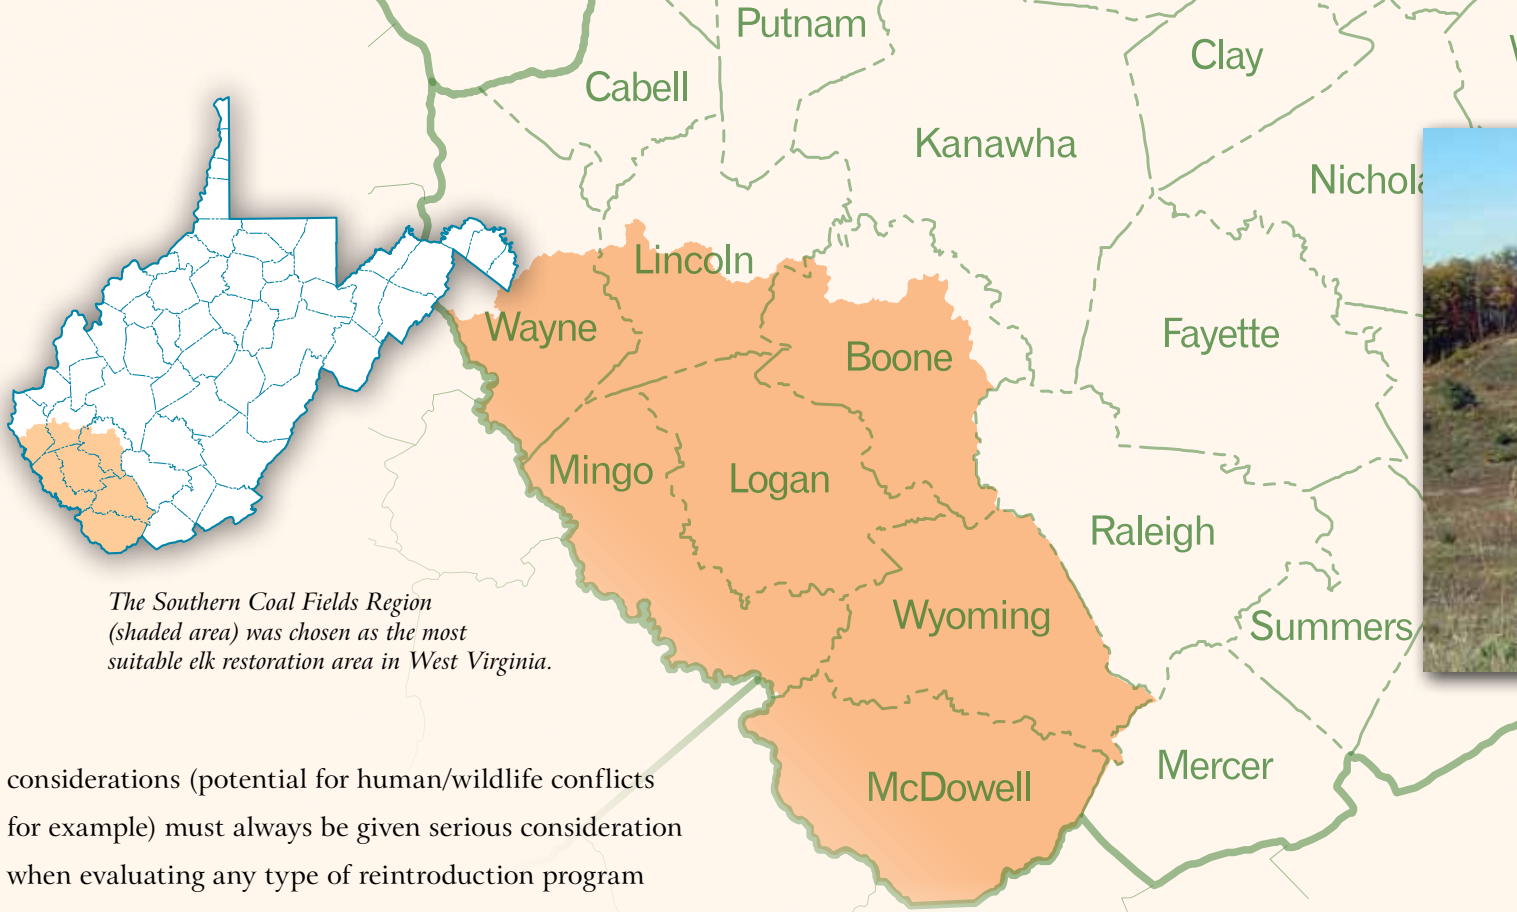 Putnam
Clay
Cabell
Kanawha
Lincoln
Wayne
Boone
Fayette
Mingo
Logan
Raleigh
Wyoming
Summers
McDowell
Mercer
The Southern Coal Fields Region
(shaded area) was chosen as the most
suitable elk restoration area in West Virginia.
considerations (potential for human/wildlife conflicts
for example) must always be given serious consideration
when evaluating any type of reintroduction program